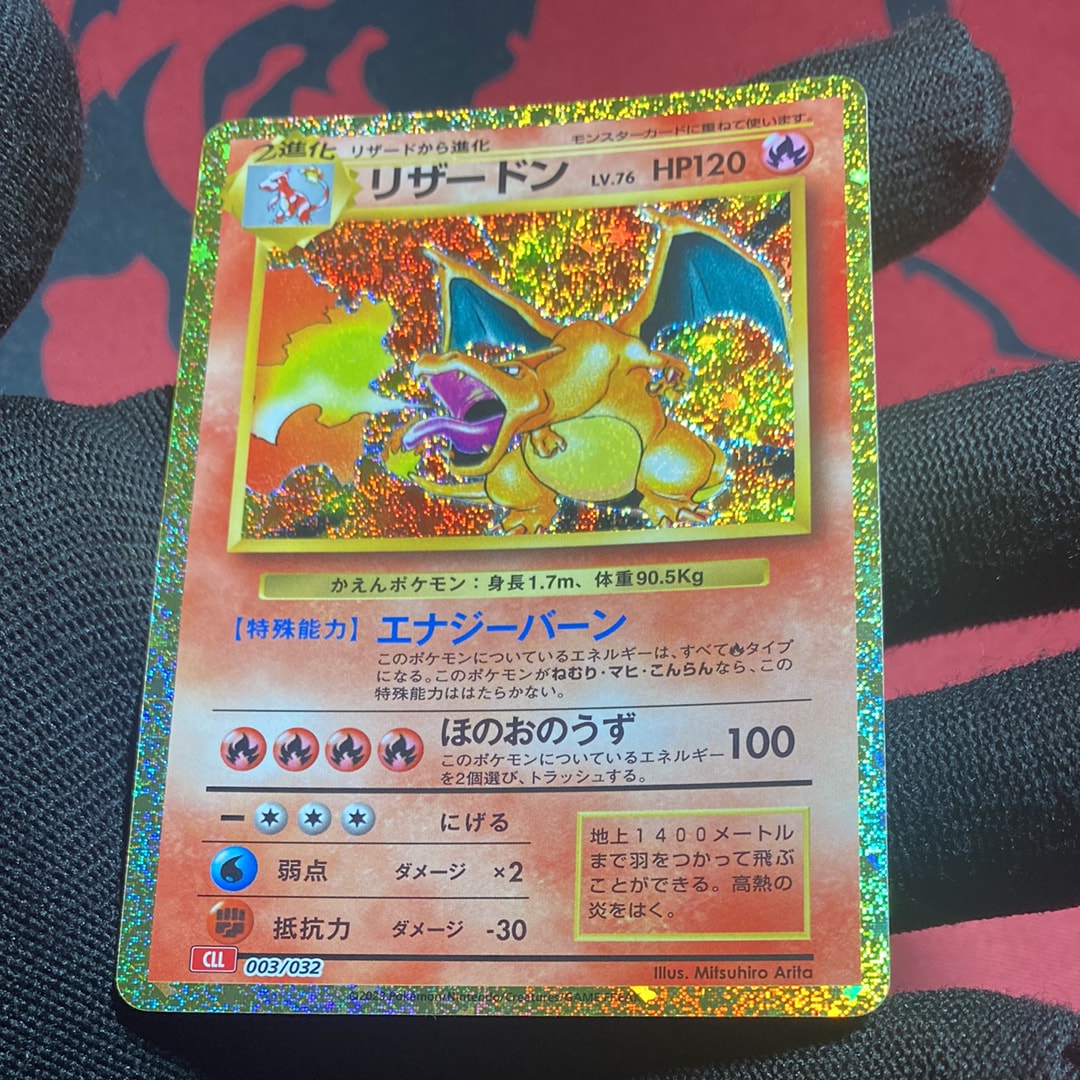 2進化 リザードから進化 モンスターカードに重ねて使います。
リザードン LV.76 HP120
かえんポケモン：身長1.7m、体重90.5Kg
【特殊能力】エナジーバーン
このポケモンについているエネルギーは、すべてタイプ
になる。このポケモンがねむり・マヒ・こんらんなら、この
特殊能力ははたらかない。
ほのおのうず 100
このポケモンについているエネルギー
を2個選び、トラッシュする。
にげる
弱点 ダメージ ×2
抵抗力 ダメージ -30
地上1400メートル
まで羽をつかって飛ぶ
ことができる。高熱の
炎をはく。
CLL 003/032
Illus. Mitsuhiro Arita
©2023 Pokémon/Nintendo/Creatures/GAME FREAK